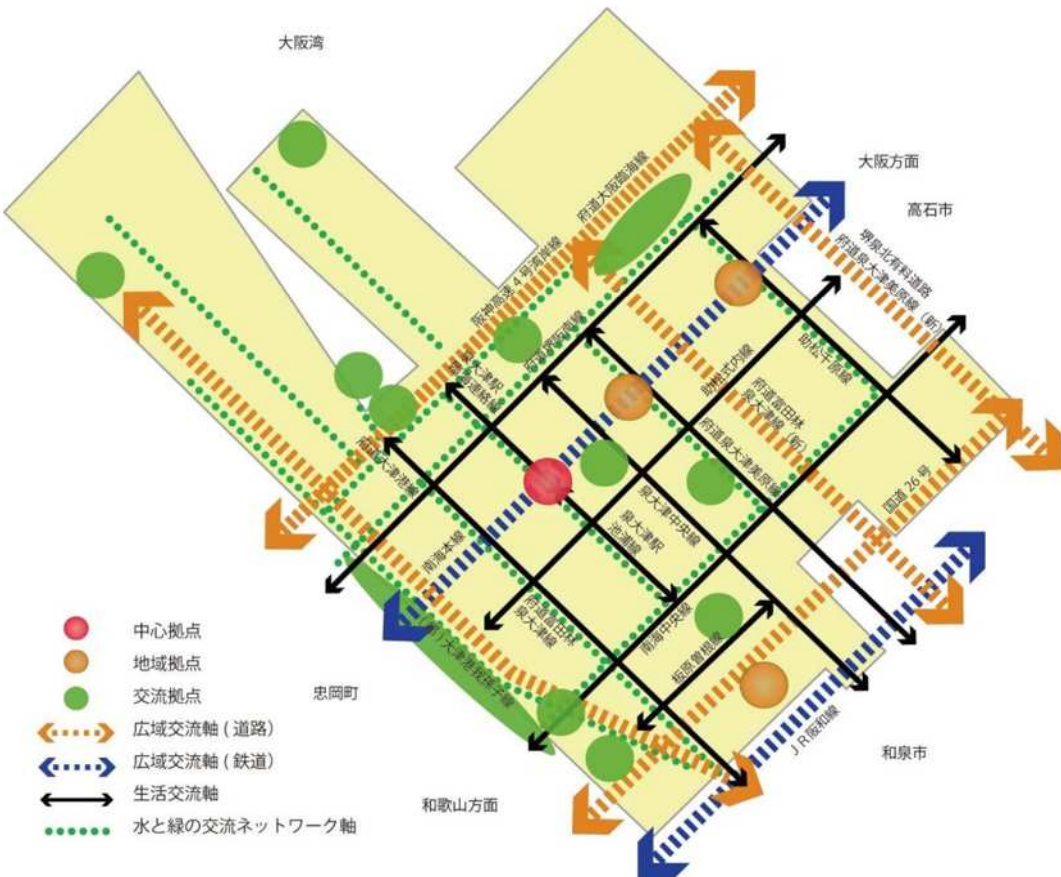 大阪湾
大阪方面
高石市
府道大阪臨海線
阪神高速4号湾岸線
堺泉北有料道路
府道泉大津美原線(新)
府道堺阪南線
助松千原線
助松式内線
府道富田林
泉大津線(新)
府道泉大津美原線
国道26号
泉大津中央線
泉大津駅
池浦線
南海本線
府道富田林
泉大津線
南海中央線
板原曽根線
JR阪和線
忠岡町
和泉市
和歌山方面
中心拠点
地域拠点
交流拠点
広域交流軸(道路)
広域交流軸(鉄道)
生活交流軸
水と緑の交流ネットワーク軸